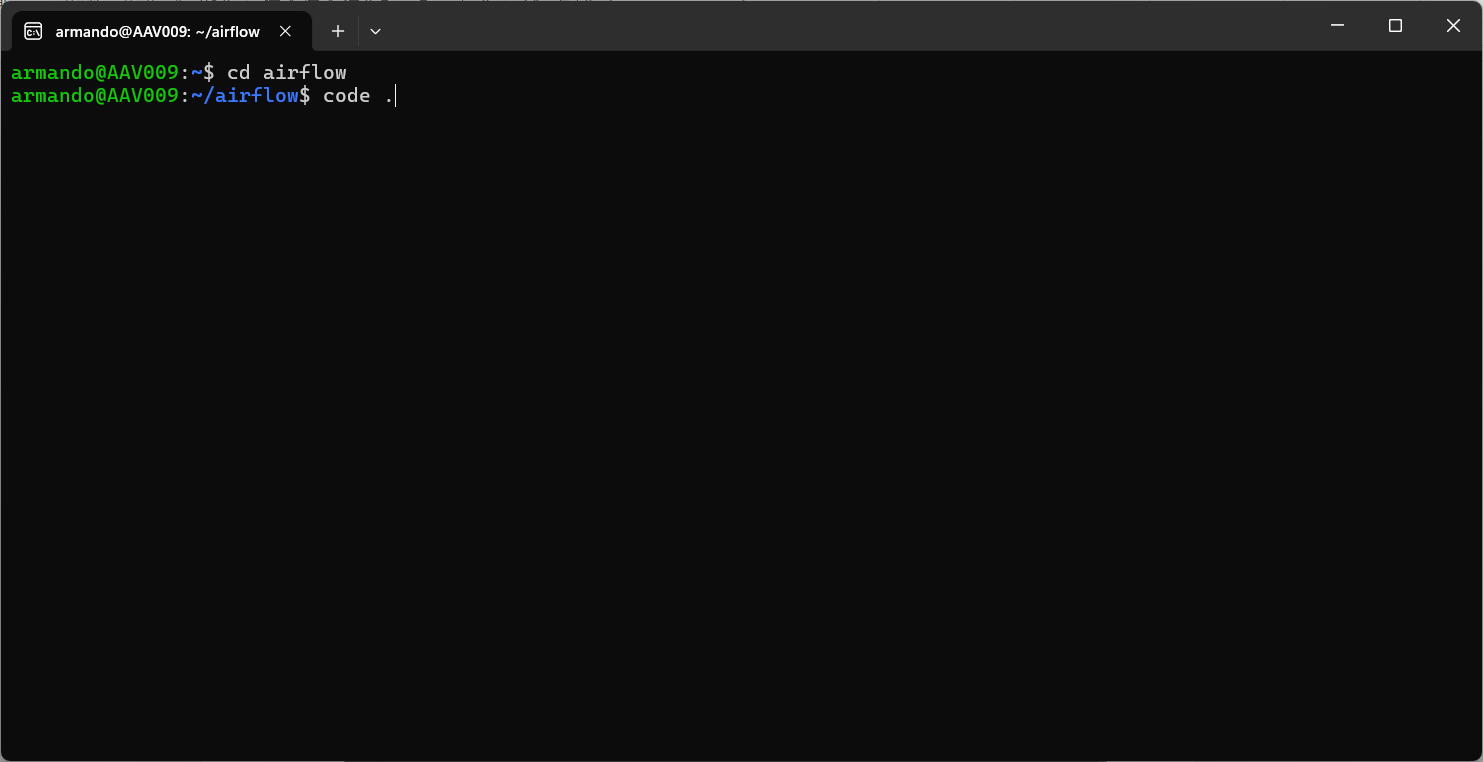 armando@AAV009: ~/airflow
armando@AAV009:~$ cd airflow
armando@AAV009:~/airflow$ code .